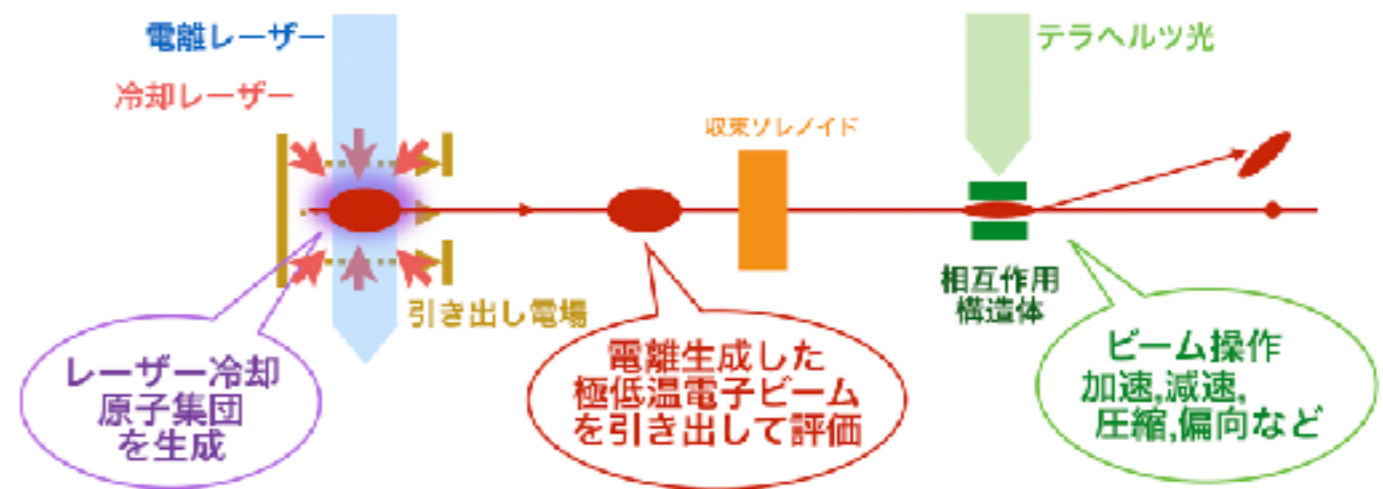 電離レーザー
冷却レーザー
引き出し電場
レーザー冷却
原子集団
を生成
電離生成した
極低温電子ビーム
を引き出して評価
収束ソレノイド
テラヘルツ光
相互作用
構造体
ビーム操作
加速,減速,
圧縮,偏向など